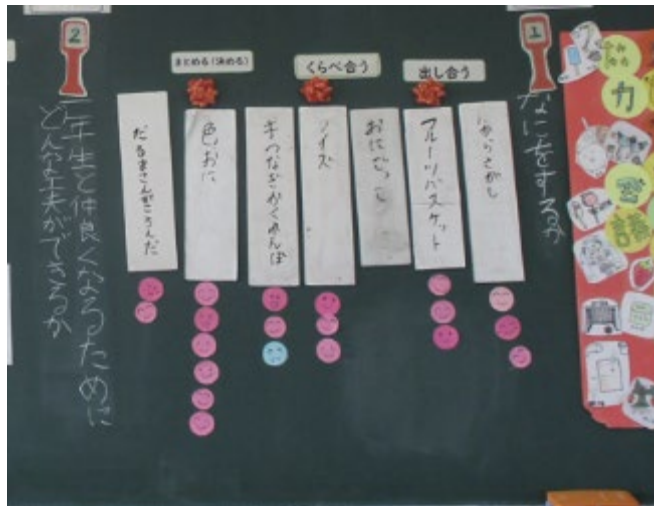 1
なにをするか
出し合う
くらべ合う
まとめる(決める)
たからさがし
フルーツバスケット
おにごっこ
クイズ
手つなぎかくれんぼ
色おに
だるまさんがころんだ
2
二年生と仲良くなるために
どんな工夫ができるか
力
言葉